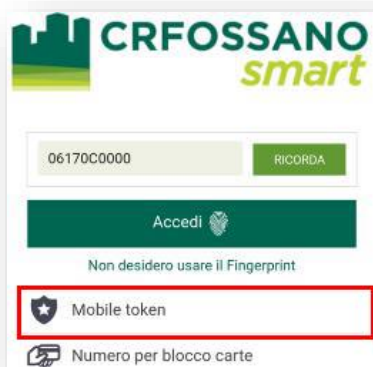 CRFOSSANO
smart
06170C0000 RICORDA
Accedi
Non desidero usare il Fingerprint
Mobile token
Numero per blocco carte